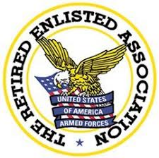 THE RETIRED ENLISTED ASSOCIATION
UNITED STATES
OF AMERICA
ARMED FORCES